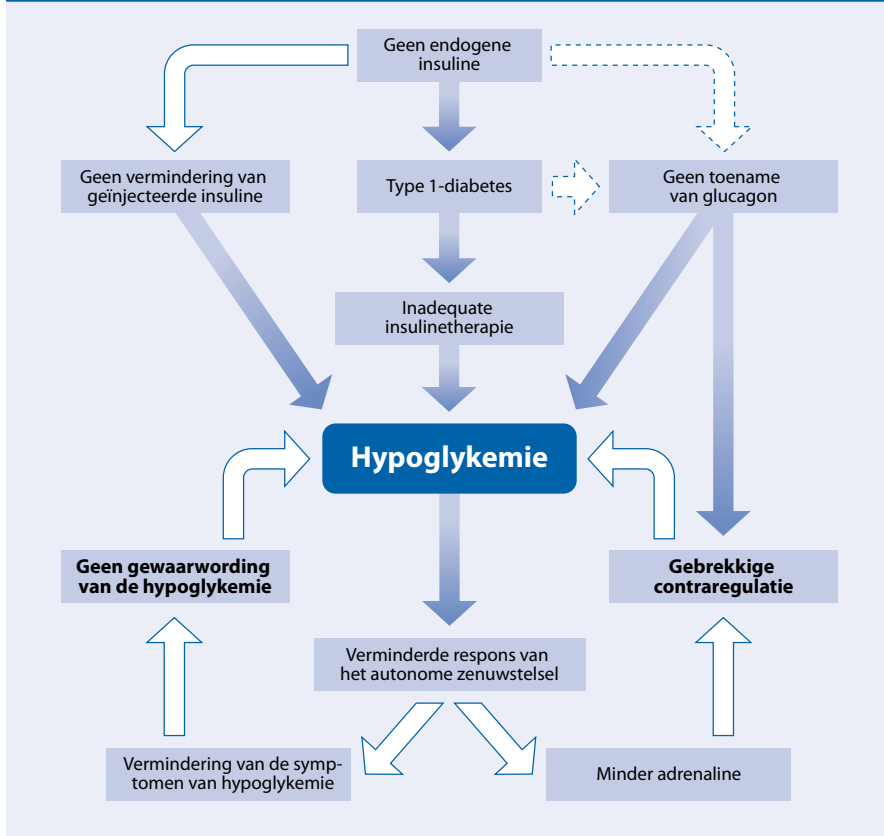 Geen endogene
insuline
Geen vermindering van
geïnjecteerde insuline
Type 1-diabetes
Geen toename
van glucagon
Inadequate
insulinetherapie
Hypoglykemie
Geen gewaarwording
van de hypoglykemie
Gebrekkige
contraregulatie
Verminderde respons van
het autonome zenuwstelsel
Vermindering van de symp-
tomen van hypoglykemie
Minder adrenaline